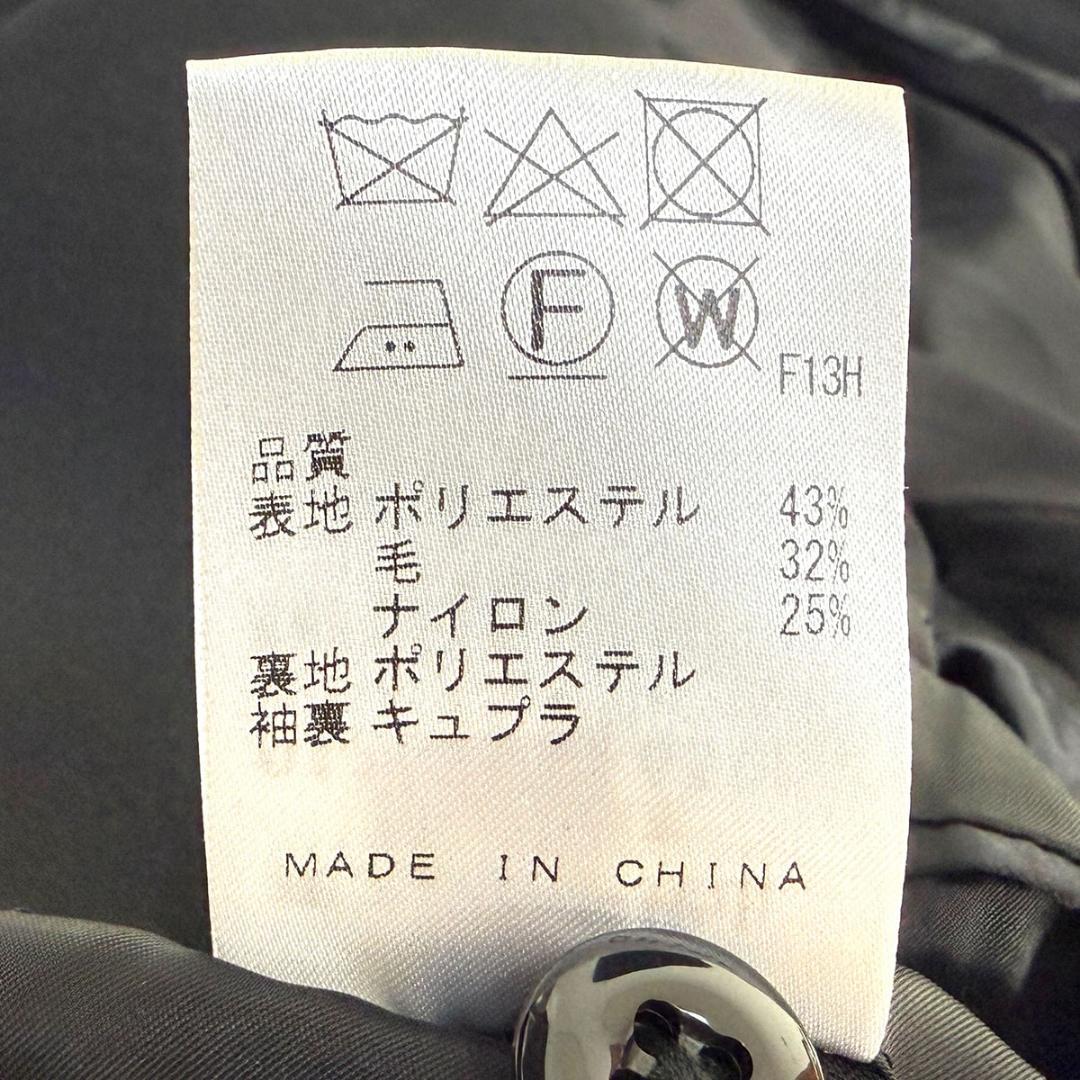 F W
F13H
品質
表地 ポリエステル 43%
毛 32%
ナイロン 25%
裏地 ポリエステル
袖裏 キュプラ
MADE IN CHINA